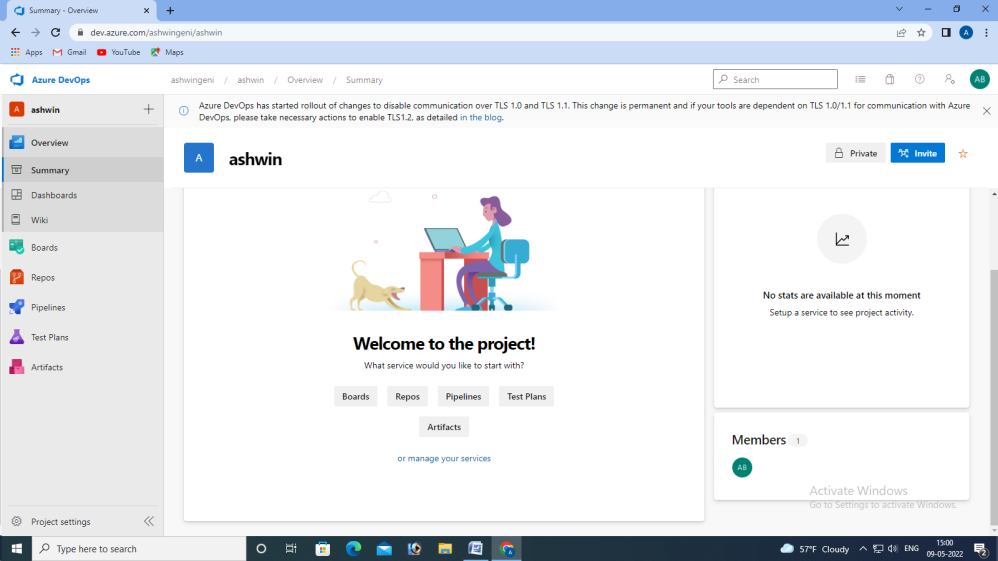 Summary - Overview
dev.azure.com/ashwingeni/ashwin
A
Apps Gmail YouTube Maps
Azure DevOps
ashwingeni / ashwin / Overview / Summary
Search
AB
A ashwin
Azure DevOps has started rollout of changes to disable communication over TLS 1.0 and TLS 1.1. This change is permanent and if your tools are dependent on TLS 1.0/1.1 for communication with Azure
DevOps, please take necessary actions to enable TLS1.2, as detailed in the blog.
Overview
Summary
Dashboards
Wiki
Boards
Repos
Pipelines
Test Plans
Artifacts
Project settings
A ashwin
Private Invite
Welcome to the project!
What service would you like to start with?
Boards Repos Pipelines Test Plans
Artifacts
or manage your services
No stats are available at this moment
Setup a service to see project activity.
Members 1
AB
Activate Windows
Go to Settings to activate Windows.
Type here to search
57°F Cloudy
ENG
15:00
09-05-2022
2